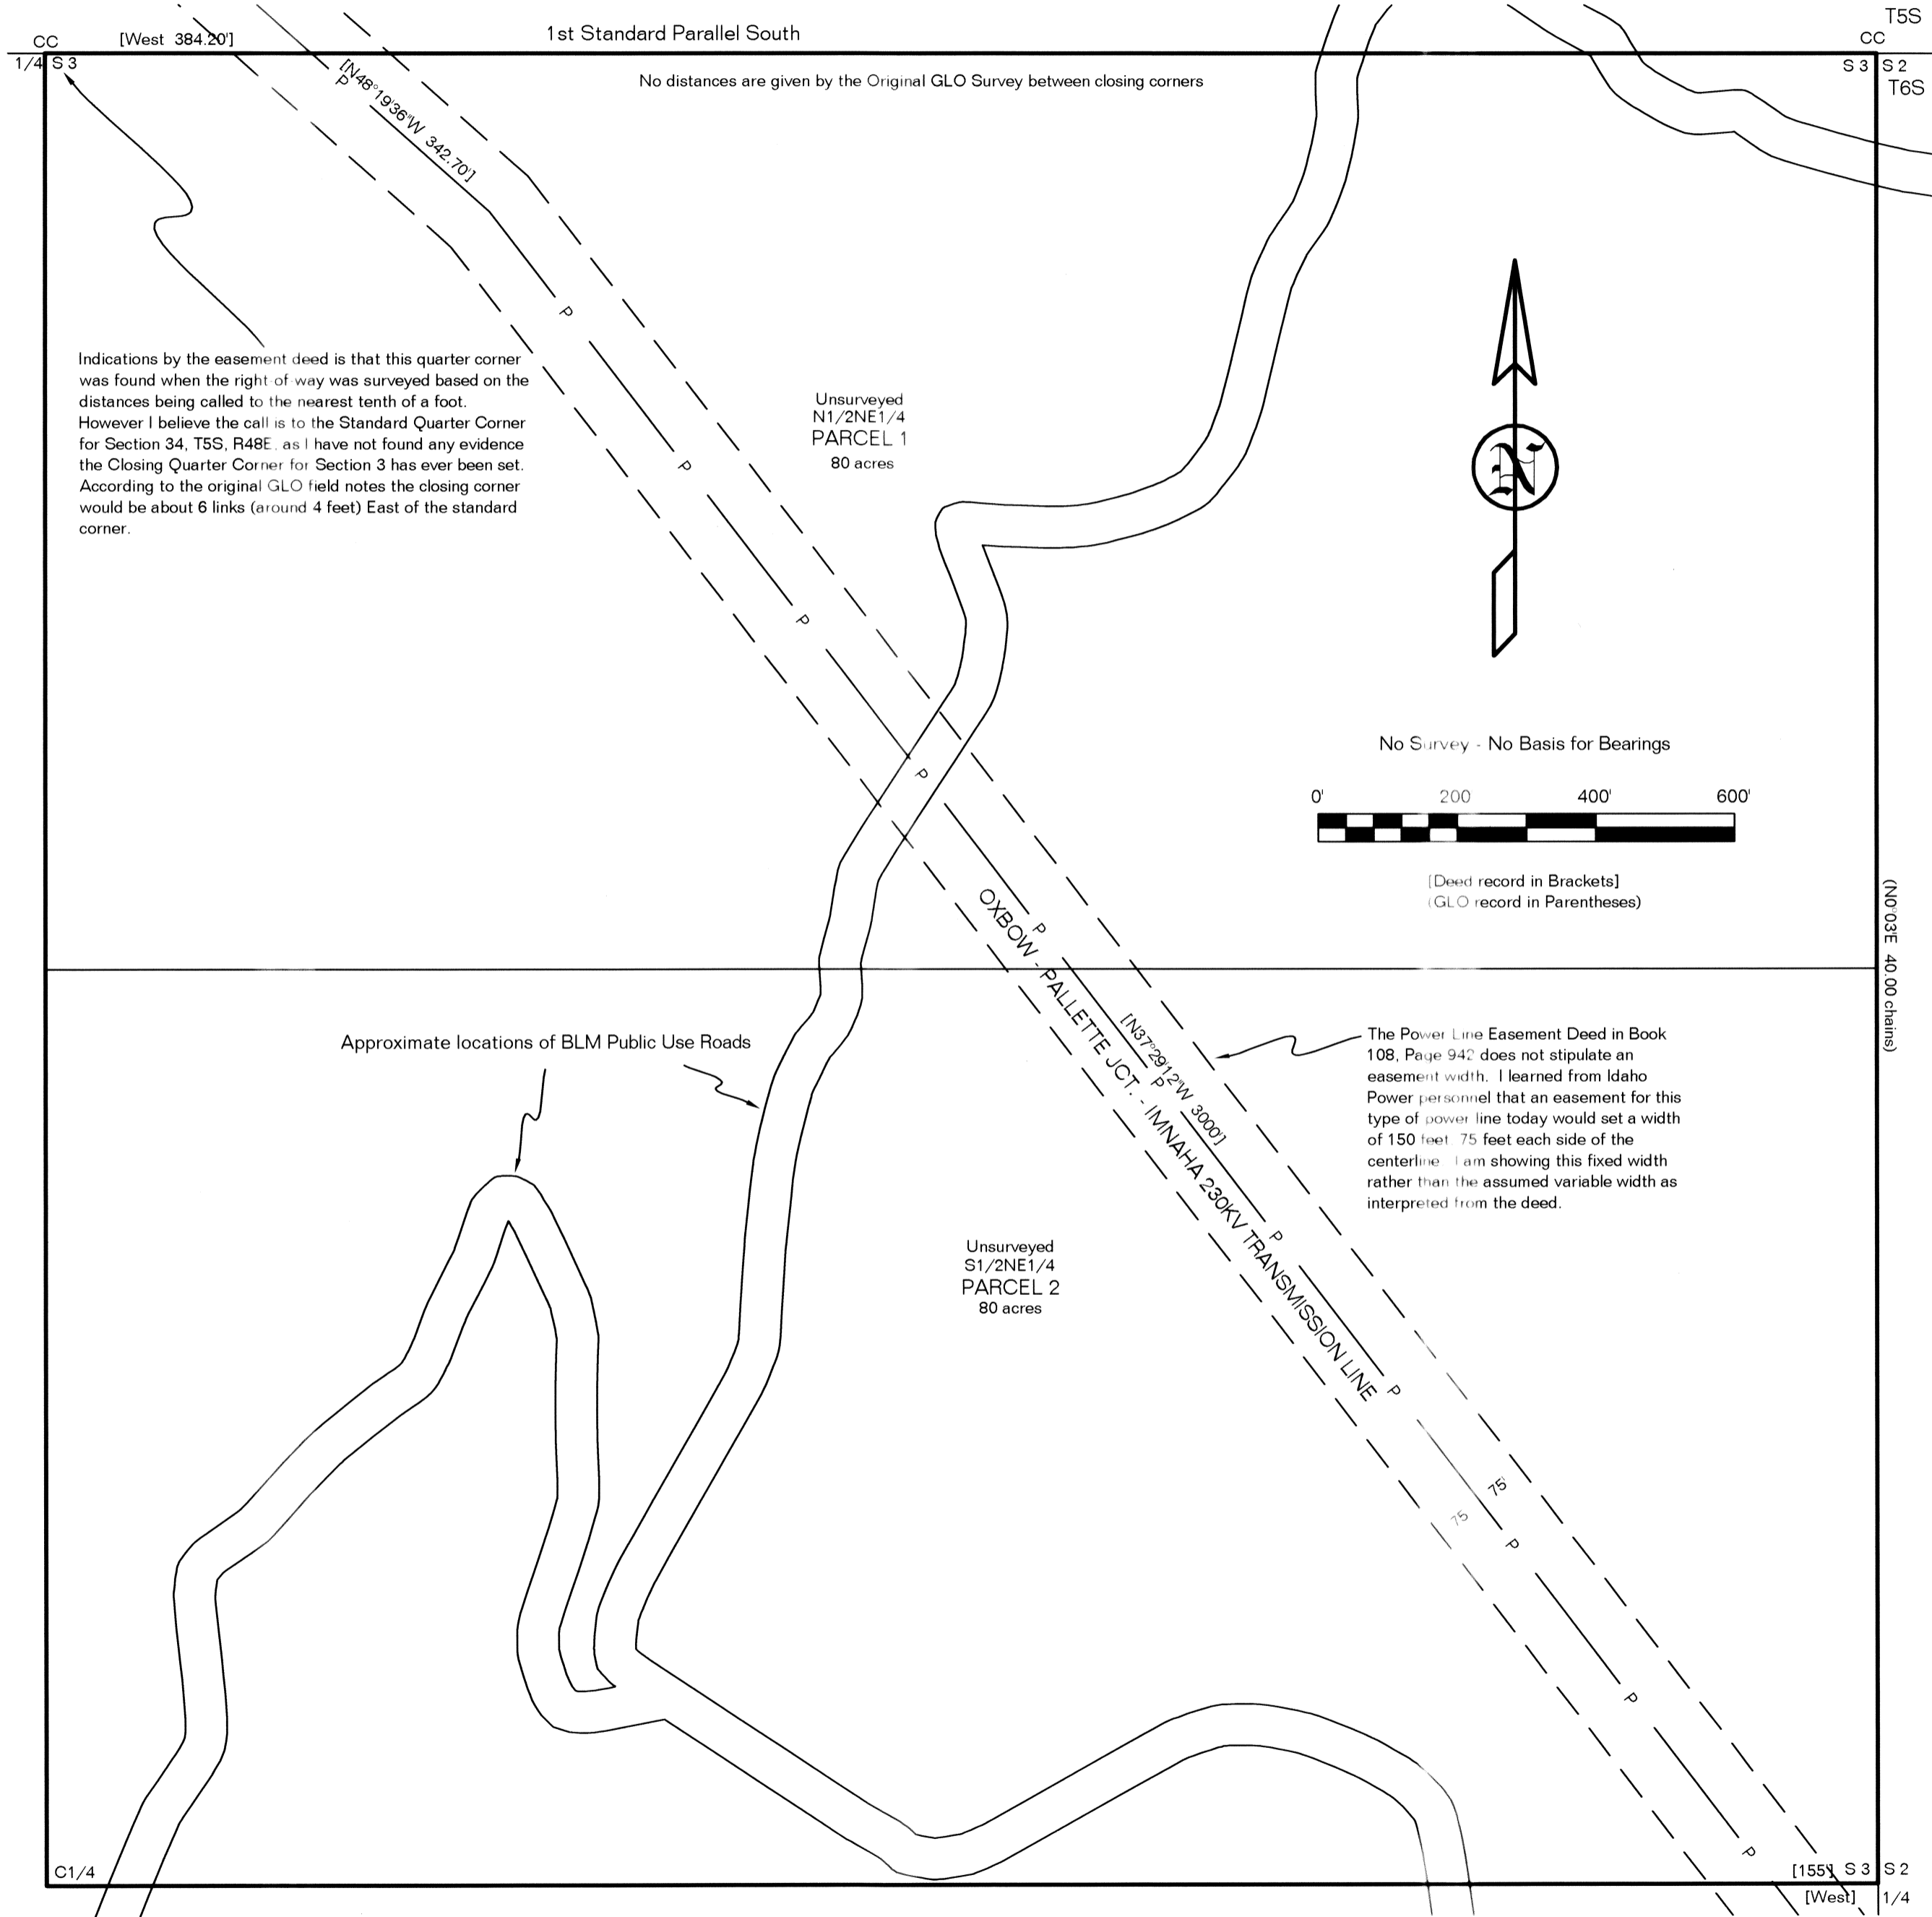 T5S
1st Standard Parallel South
CC
[West 384.20']
CC
1/4
S 3
S 3
S 2
T6S
No distances are given by the Original GLO Survey between closing corners
[N48°19'36"W 342.70']
P
Indications by the easement deed is that this quarter corner
was found when the right of way was surveyed based on the
distances being called to the nearest tenth of a foot.
However I believe the call is to the Standard Quarter Corner
for Section 34, T5S, R48E, as I have not found any evidence
the Closing Quarter Corner for Section 3 has ever been set.
According to the original GLO field notes the closing corner
would be about 6 links (around 4 feet) East of the standard
corner.
P
Unsurveyed
N1/2NE1/4
PARCEL 1
80 acres
P
N
P
No Survey - No Basis for Bearings
P
0'
200
400'
600'
[Deed record in Brackets]
(GLO record in Parentheses)
(N0°03'E 40.00 chains)
P
OXBOW - PALLETTE JCT. - IMNAHA 230KV TRANSMISSION LINE
[N37°29'12"W 3000']
P
Approximate locations of BLM Public Use Roads
The Power Line Easement Deed in Book
108, Page 942 does not stipulate an
easement width. I learned from Idaho
Power personnel that an easement for this
type of power line today would set a width
of 150 feet 75 feet each side of the
centerline I am showing this fixed width
rather than the assumed variable width as
interpreted from the deed.
P
Unsurveyed
S1/2NE1/4
PARCEL 2
80 acres
P
75'
75
P
P
P
C1/4
[155']
S 3
S 2
[West]
1/4